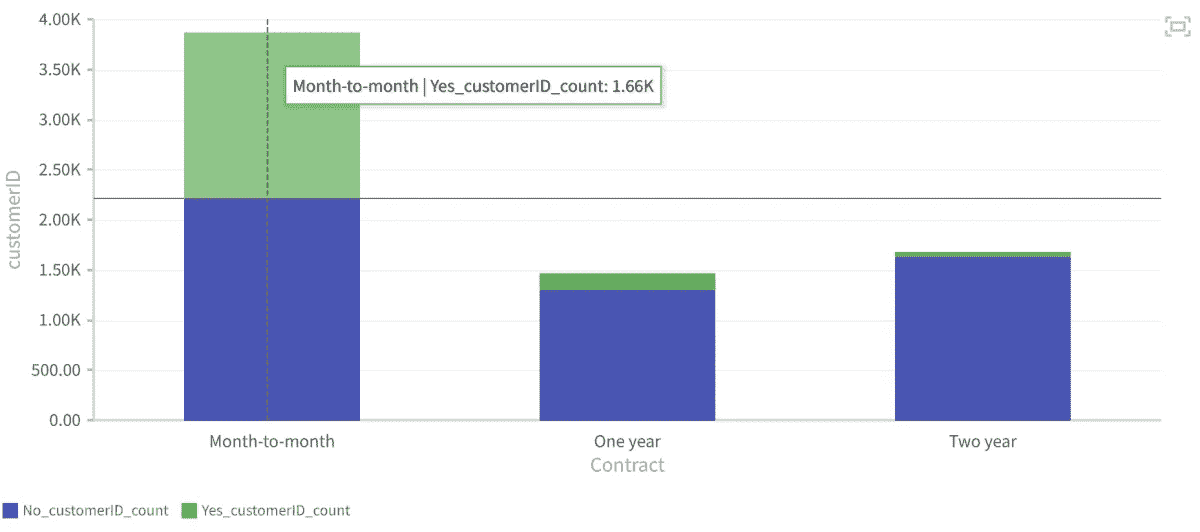 4.00K
3.50K
3.00K
2.50K
2.00K
1.50K
1.00K
500.00
0.00
customerID
Month-to-month | Yes_customerID_count: 1.66K
Month-to-month
One year
Two year
Contract
No_customerID_count
Yes_customerID_count